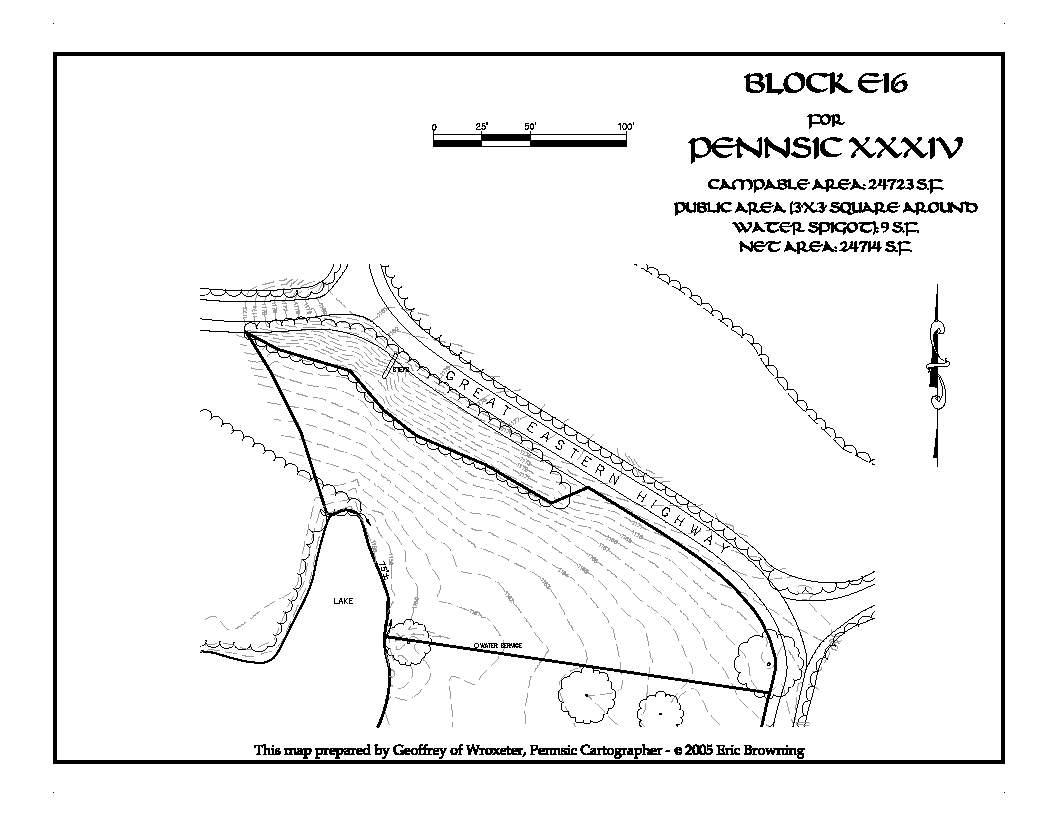 BLOCK E16
FOR
PENNSIC XXXIV
CAMPABLE AREA: 24723 S.F.
PUBLIC AREA (3'X3' SQUARE AROUND
WATER SPIGOT): 9 S.F.
NET AREA: 24714 S.F.
0 25' 50' 100'
STEPS
GREAT EASTERN HIGHWAY
LAKE
WATER SERVICE
This map prepared by Geoffrey of Wroxeter, Pennsic Cartographer - © 2005 Eric Browning